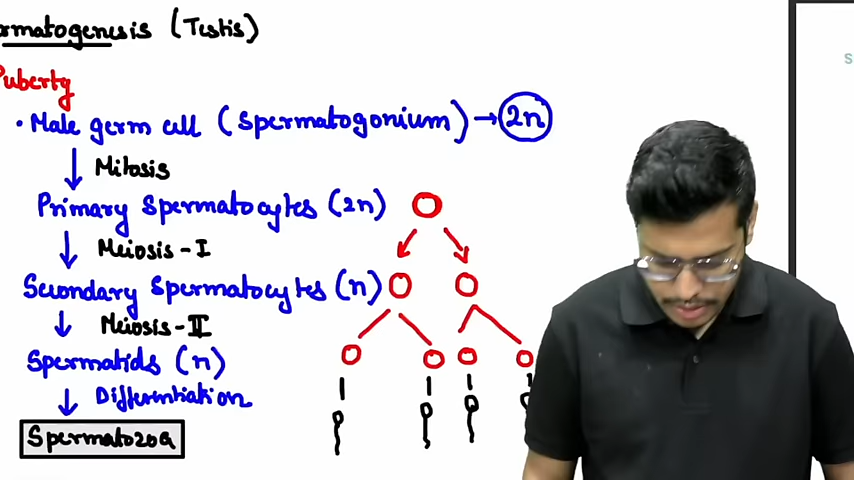 rmatogenesis (Testis)
Puberty
• Male germ cell (Spermatogonium) → 2n
Mitosis
Primary Spermatocytes (2n)
Meiosis - I
Secondary Spermatocytes (n)
Meiosis - II
Spermatids (n)
Differentiation
Spermatozoa
S